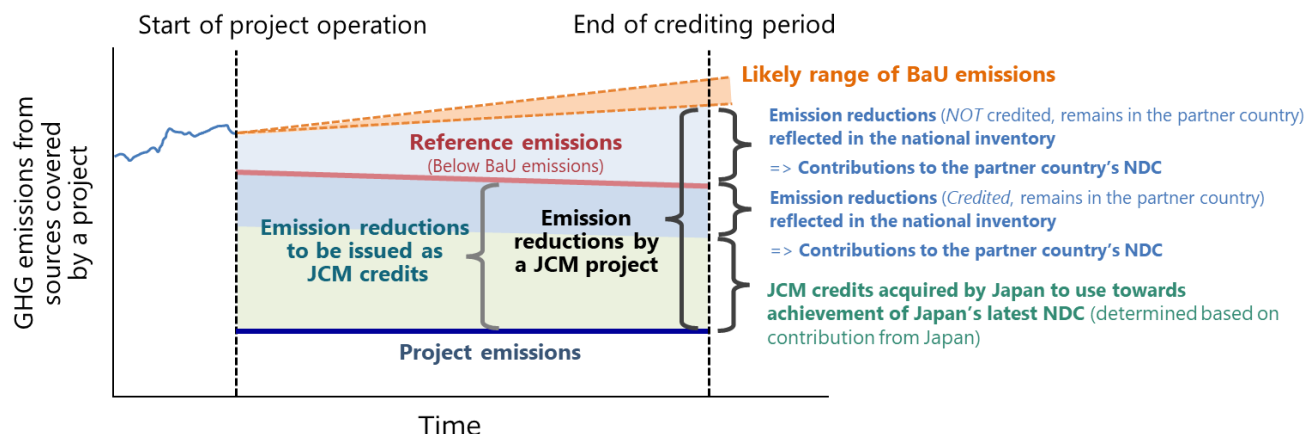 Start of project operation
End of crediting period
Likely range of BaU emissions
Emission reductions (NOT credited, remains in the partner country)
reflected in the national inventory
=> Contributions to the partner country's NDC
Reference emissions
(Below BaU emissions)
Emission reductions (Credited, remains in the partner country)
reflected in the national inventory
=> Contributions to the partner country's NDC
Emission reductions
to be issued as
JCM credits
Emission
reductions by
a JCM project
JCM credits acquired by Japan to use towards
achievement of Japan's latest NDC (determined based on
contribution from Japan)
Project emissions
GHG emissions from
sources covered
by a project
Time